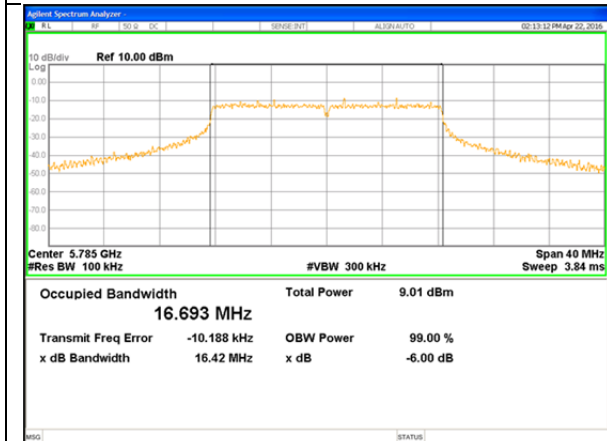 Agilent Spectrum Analyzer -
RL RF 50 Ω DC SENSE:INT ALIGN AUTO 02:13:12 PM Apr 22, 2016
10 dB/div Ref 10.00 dBm
Log
0.00
-10.0
-20.0
-30.0
-40.0
-50.0
-60.0
-70.0
-80.0
Center 5.785 GHz Span 40 MHz
#Res BW 100 kHz #VBW 300 kHz Sweep 3.84 ms
Occupied Bandwidth Total Power 9.01 dBm
16.693 MHz
Transmit Freq Error -10.188 kHz OBW Power 99.00 %
x dB Bandwidth 16.42 MHz x dB -6.00 dB
MSG STATUS